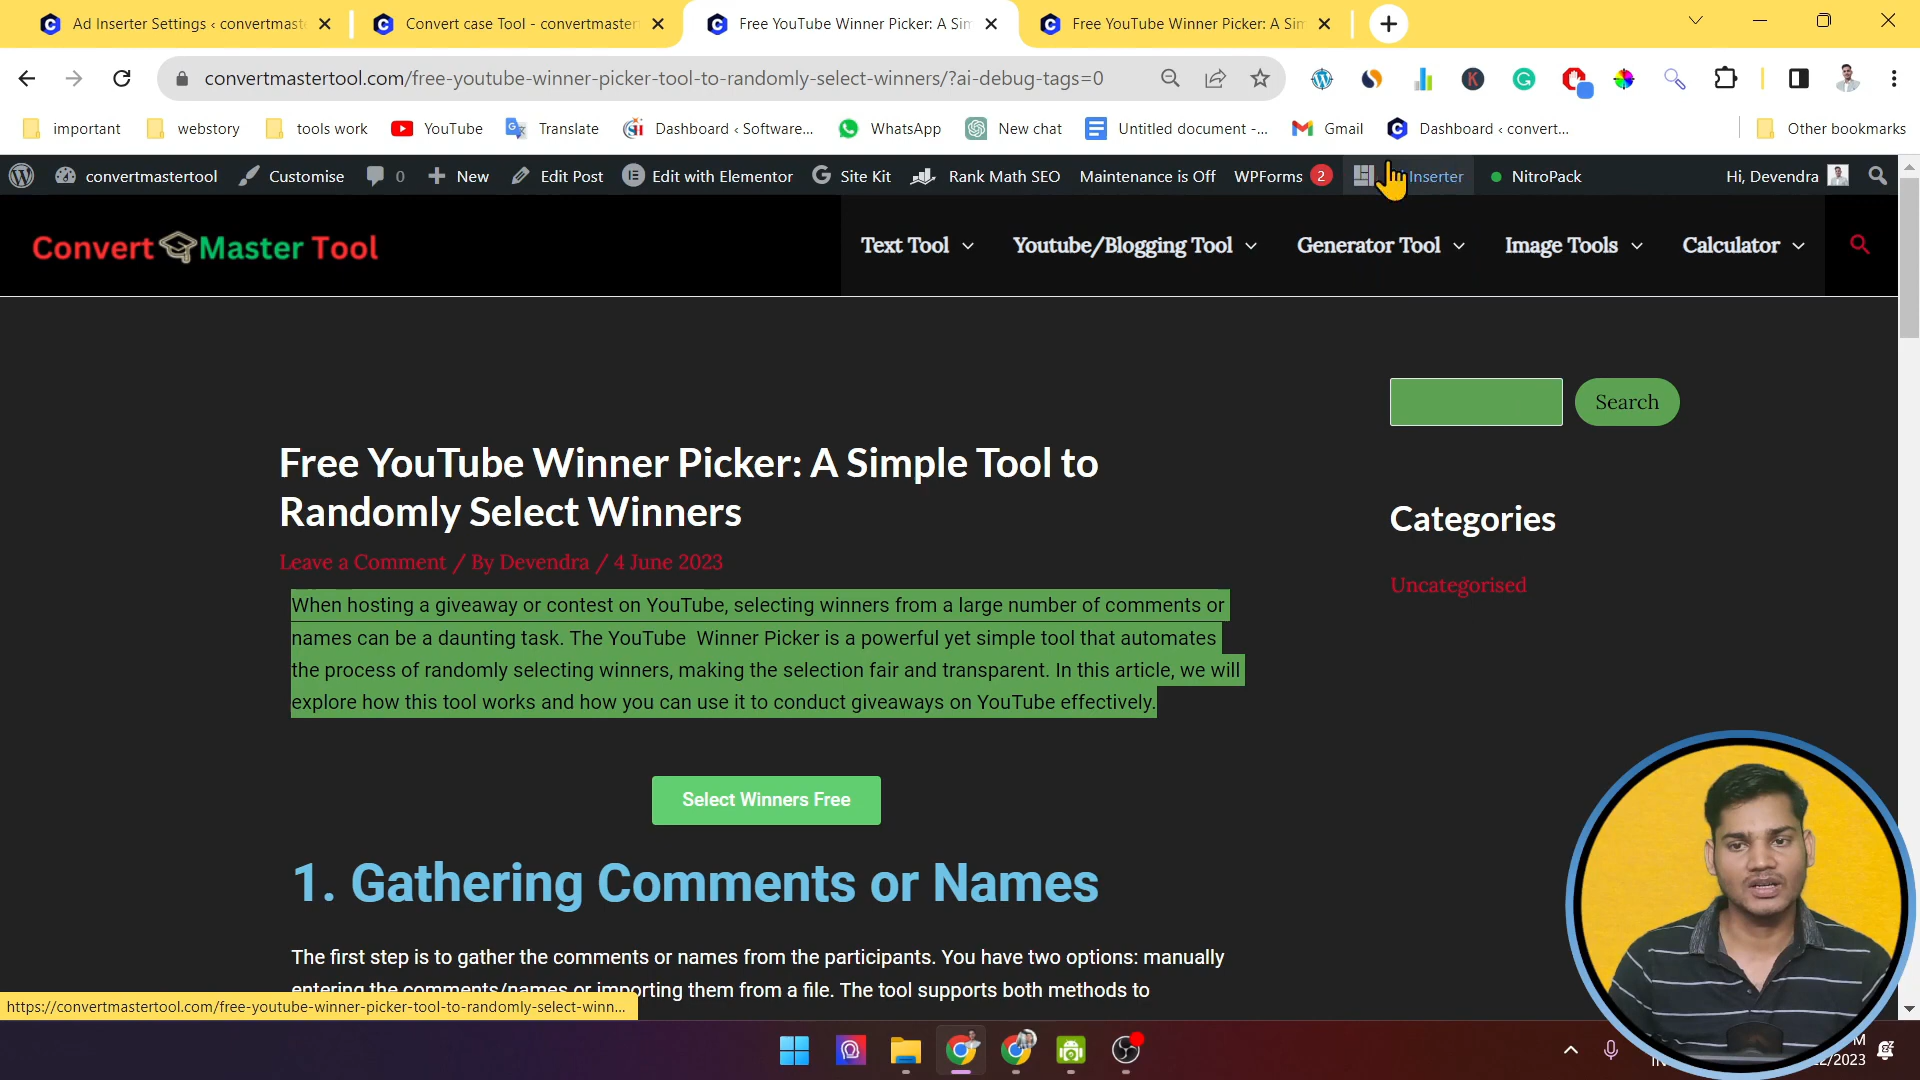 Ad Inserter Settings ‹ convertmast
Convert case Tool - convertmaster
Free YouTube Winner Picker: A Sim
Free YouTube Winner Picker: A Sim
convertmastertool.com/free-youtube-winner-picker-tool-to-randomly-select-winners/?ai-debug-tags=0
important
webstory
tools work
YouTube
Translate
Dashboard ‹ Software...
WhatsApp
New chat
Untitled document -...
Gmail
Dashboard ‹ convert...
Other bookmarks
convertmastertool
Customise
0
New
Edit Post
Edit with Elementor
Site Kit
Rank Math SEO
Maintenance is Off
WPForms 2
Inserter
NitroPack
Hi, Devendra
Convert Master Tool
Text Tool
Youtube/Blogging Tool
Generator Tool
Image Tools
Calculator
Search
Free YouTube Winner Picker: A Simple Tool to
Randomly Select Winners
Leave a Comment / By Devendra / 4 June 2023
Categories
Uncategorised
When hosting a giveaway or contest on YouTube, selecting winners from a large number of comments or
names can be a daunting task. The YouTube  Winner Picker is a powerful yet simple tool that automates
the process of randomly selecting winners, making the selection fair and transparent. In this article, we will
explore how this tool works and how you can use it to conduct giveaways on YouTube effectively.
Select Winners Free
1. Gathering Comments or Names
The first step is to gather the comments or names from the participants. You have two options: manually
entering the comments/names or importing them from a file. The tool supports both methods to
https://convertmastertool.com/free-youtube-winner-picker-tool-to-randomly-select-winn...
M
/2023